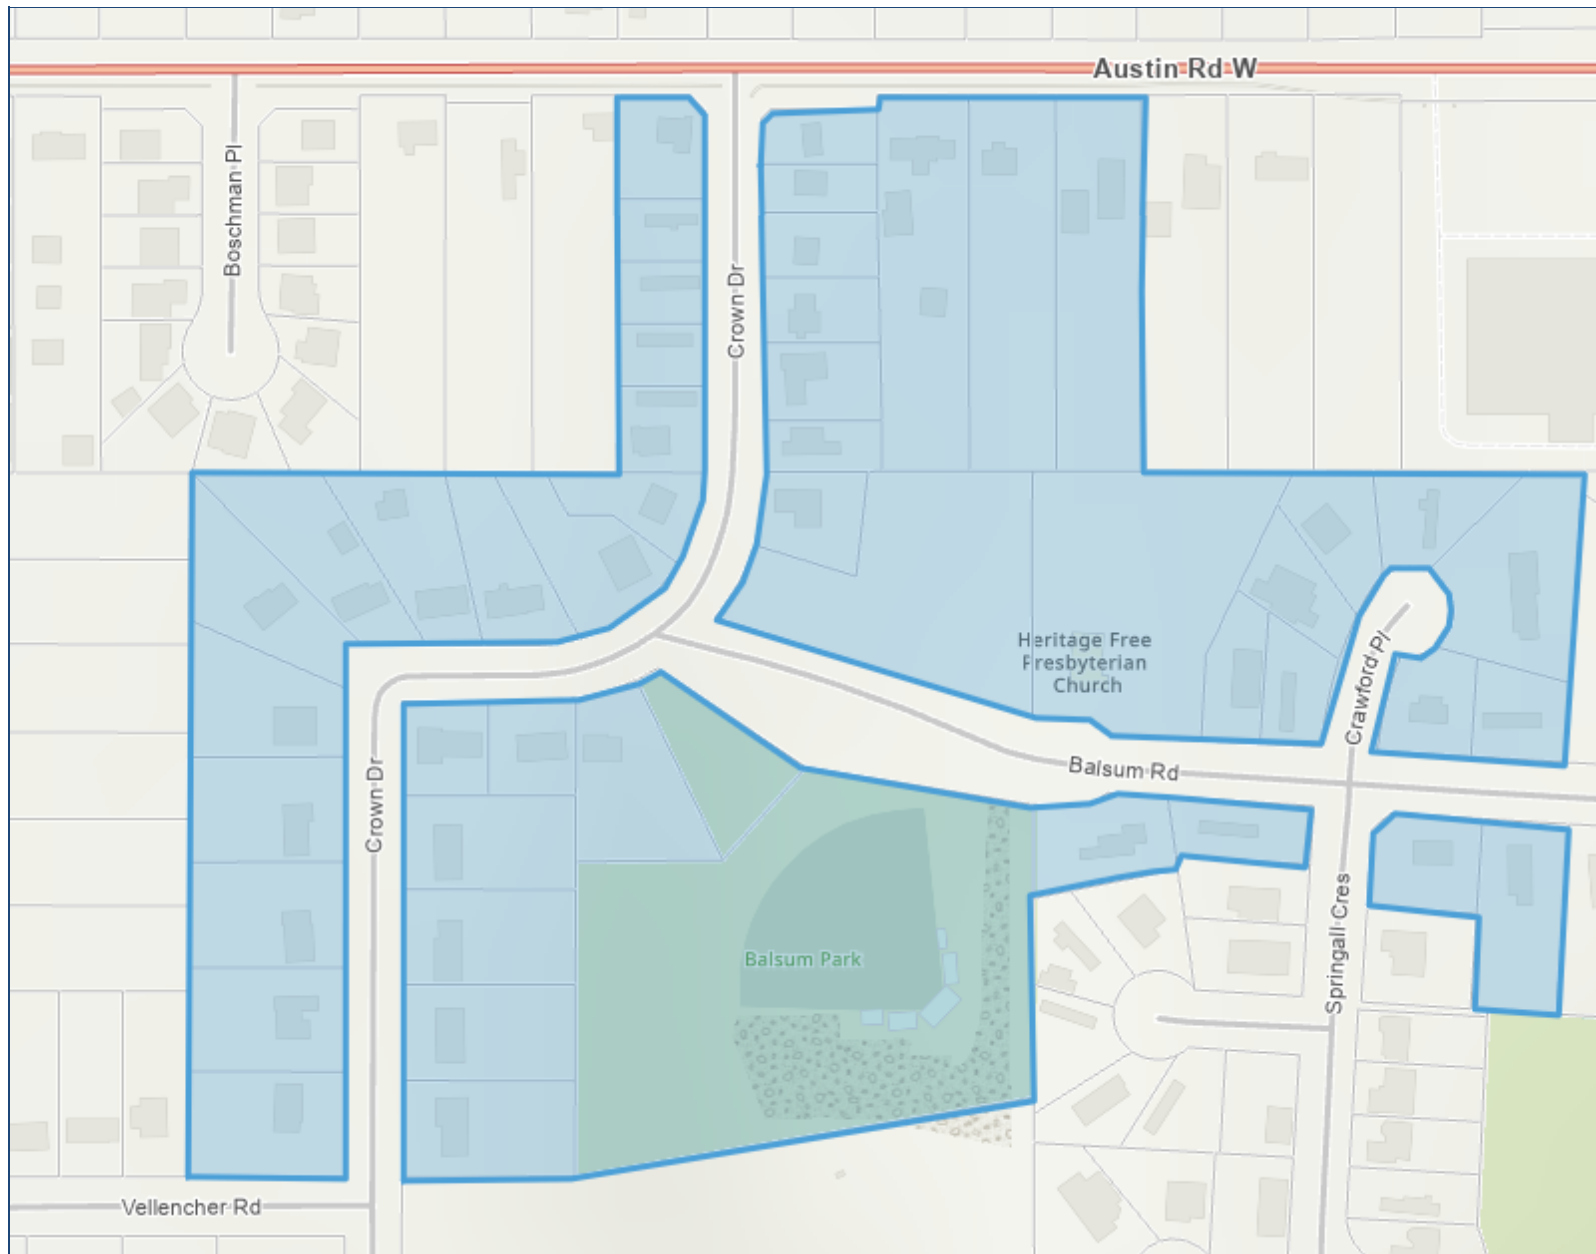 Austin Rd W
Boschman Pl
Crown Dr
Heritage Free
Presbyterian
Church
Crawford Pl
Balsum Rd
Crown Dr
Balsum Park
Springall Cres
Vellencher Rd